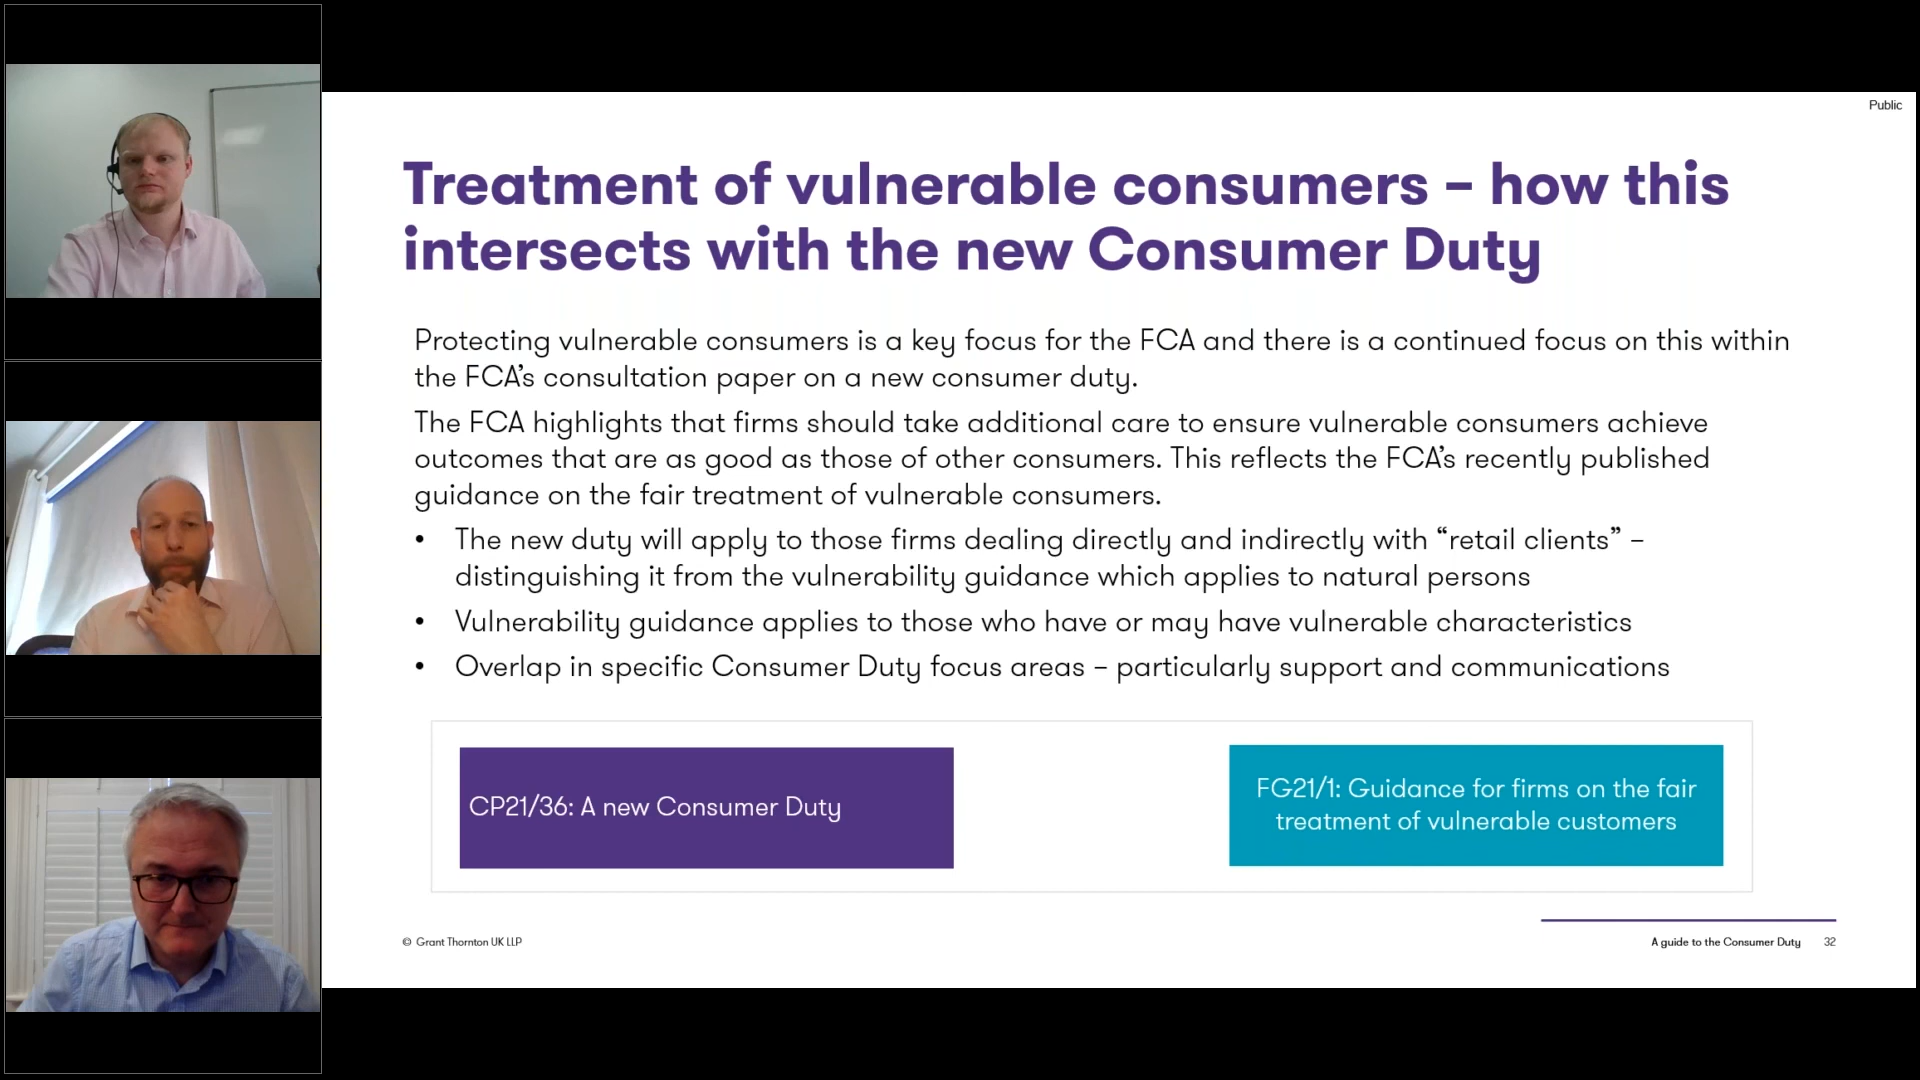 Public
Treatment of vulnerable consumers – how this
intersects with the new Consumer Duty
Protecting vulnerable consumers is a key focus for the FCA and there is a continued focus on this within
the FCA’s consultation paper on a new consumer duty.
The FCA highlights that firms should take additional care to ensure vulnerable consumers achieve
outcomes that are as good as those of other consumers. This reflects the FCA’s recently published
guidance on the fair treatment of vulnerable consumers.
• The new duty will apply to those firms dealing directly and indirectly with “retail clients” –
distinguishing it from the vulnerability guidance which applies to natural persons
• Vulnerability guidance applies to those who have or may have vulnerable characteristics
• Overlap in specific Consumer Duty focus areas – particularly support and communications
CP21/36: A new Consumer Duty
FG21/1: Guidance for firms on the fair
treatment of vulnerable customers
© Grant Thornton UK LLP
A guide to the Consumer Duty 32